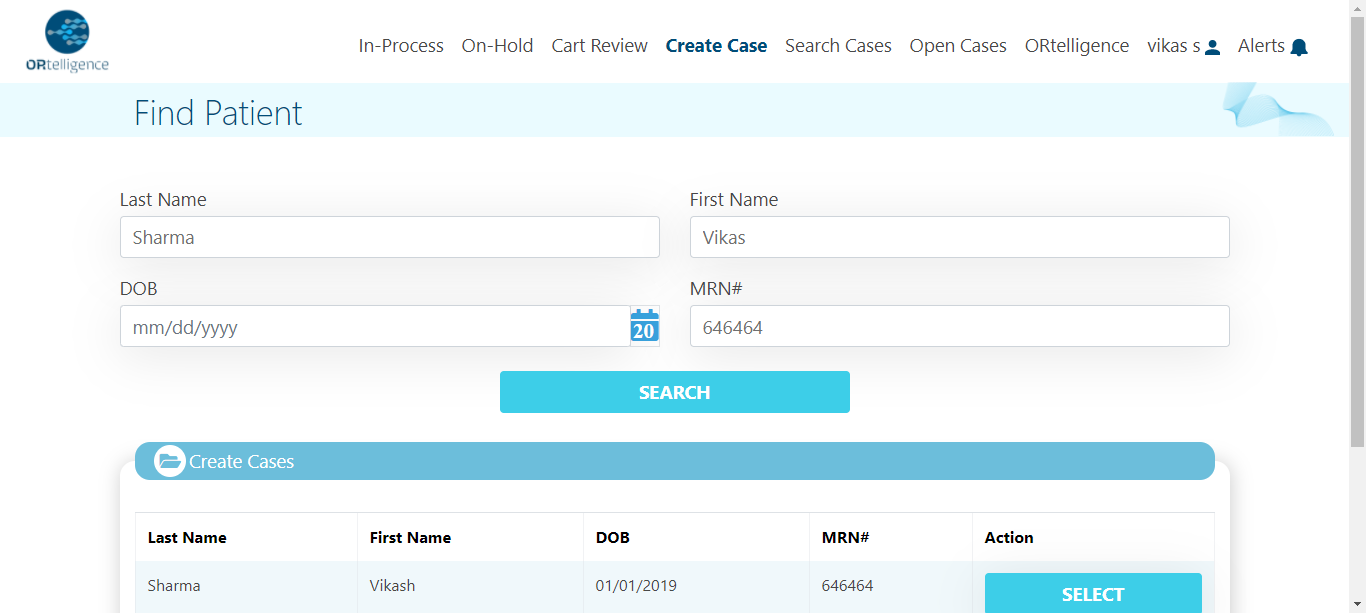 ORtelligence
In-Process On-Hold Cart Review Create Case Search Cases Open Cases ORtelligence vikas s Alerts
Find Patient
Last Name First Name
Sharma Vikas
DOB MRN#
mm/dd/yyyy 20 646464
SEARCH
Create Cases
Last Name First Name DOB MRN# Action
Sharma Vikash 01/01/2019 646464 SELECT